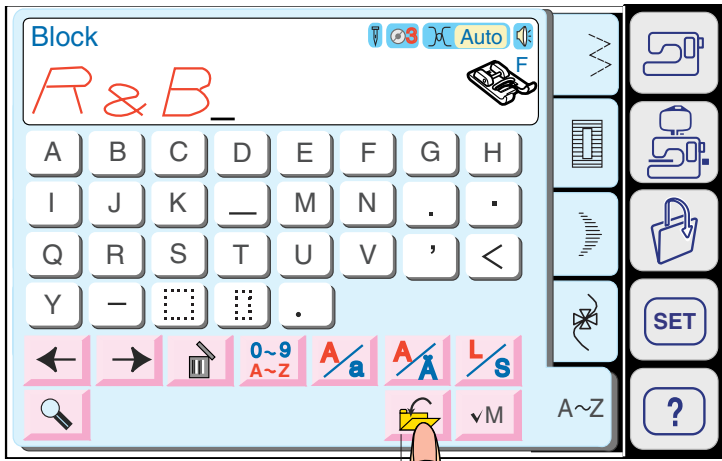 Block
3 Auto
F
R & B_
A B C D E F G H
I J K _ M N . ·
Q R S T U V ’ <
Y – .
0~9
A~Z
A/a
A/Ä
L/S
√M
A~Z
SET
?